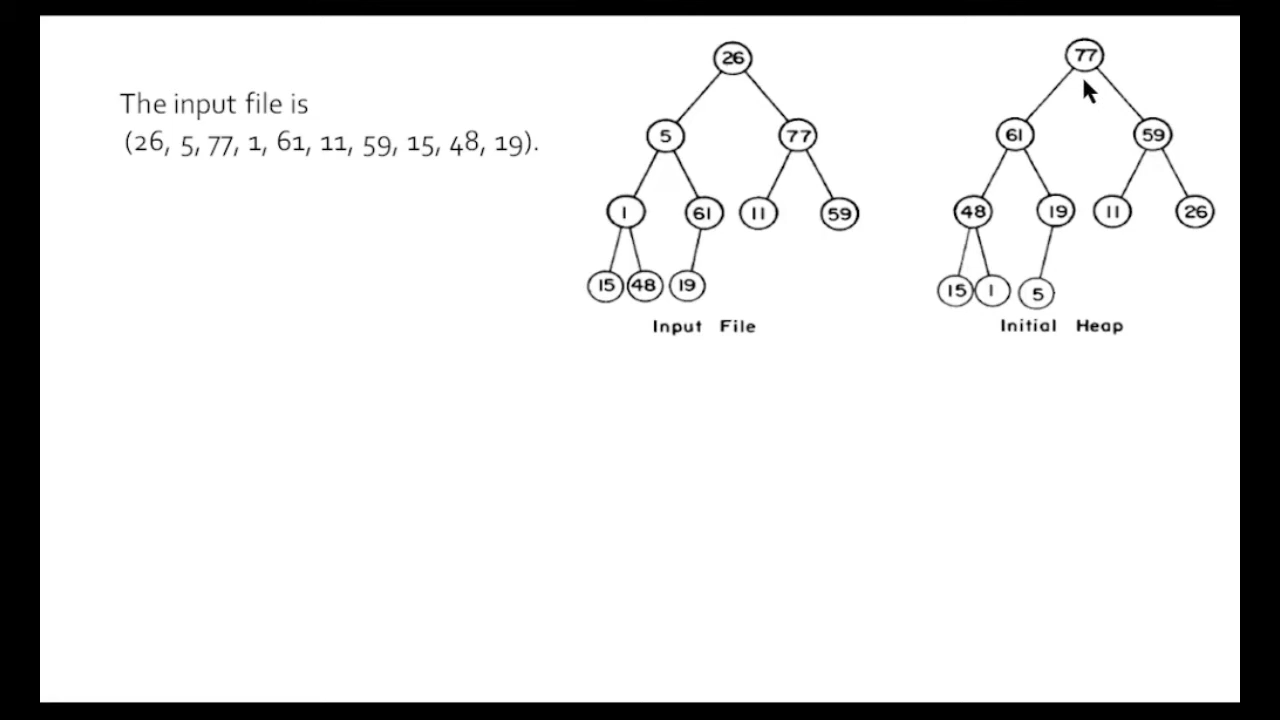 The input file is
(26, 5, 77, 1, 61, 11, 59, 15, 48, 19).
26
5 77
1 61 11 59
15 48 19
Input File
77
61 59
48 19 11 26
15 1 5
Initial Heap